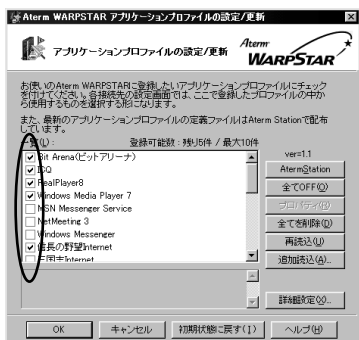 Aterm WARPSTAR アプリケーションプロファイルの設定/更新
アプリケーションプロファイルの設定/更新
Aterm WARPSTAR
お使いのAterm WARPSTARに登録したいアプリケーションプロファイルにチェック
を付けてください。各接続先の設定画面では、ここで登録したプロファイルの中か
ら使用するものを選択する形になります。
また、最新のアプリケーションプロファイルの定義ファイルはAterm Stationで配布
しています。
一覧(L): 登録可能数 : 残り5件 / 最大10件
Bit Arena(ビットアリーナ)
ICQ
RealPlayer8
Windows Media Player 7
MSN Messenger Service
NetMeeting 3
Windows Messenger
信長の野望Internet
三国志Internet
ver=1.1
AtermStation
全てOFF(O)
プロパティ(R)
全てを削除(D)
再読込(U)
追加読込(A)...
詳細設定(X)...
OK
キャンセル
初期状態に戻す(I)
ヘルプ(H)